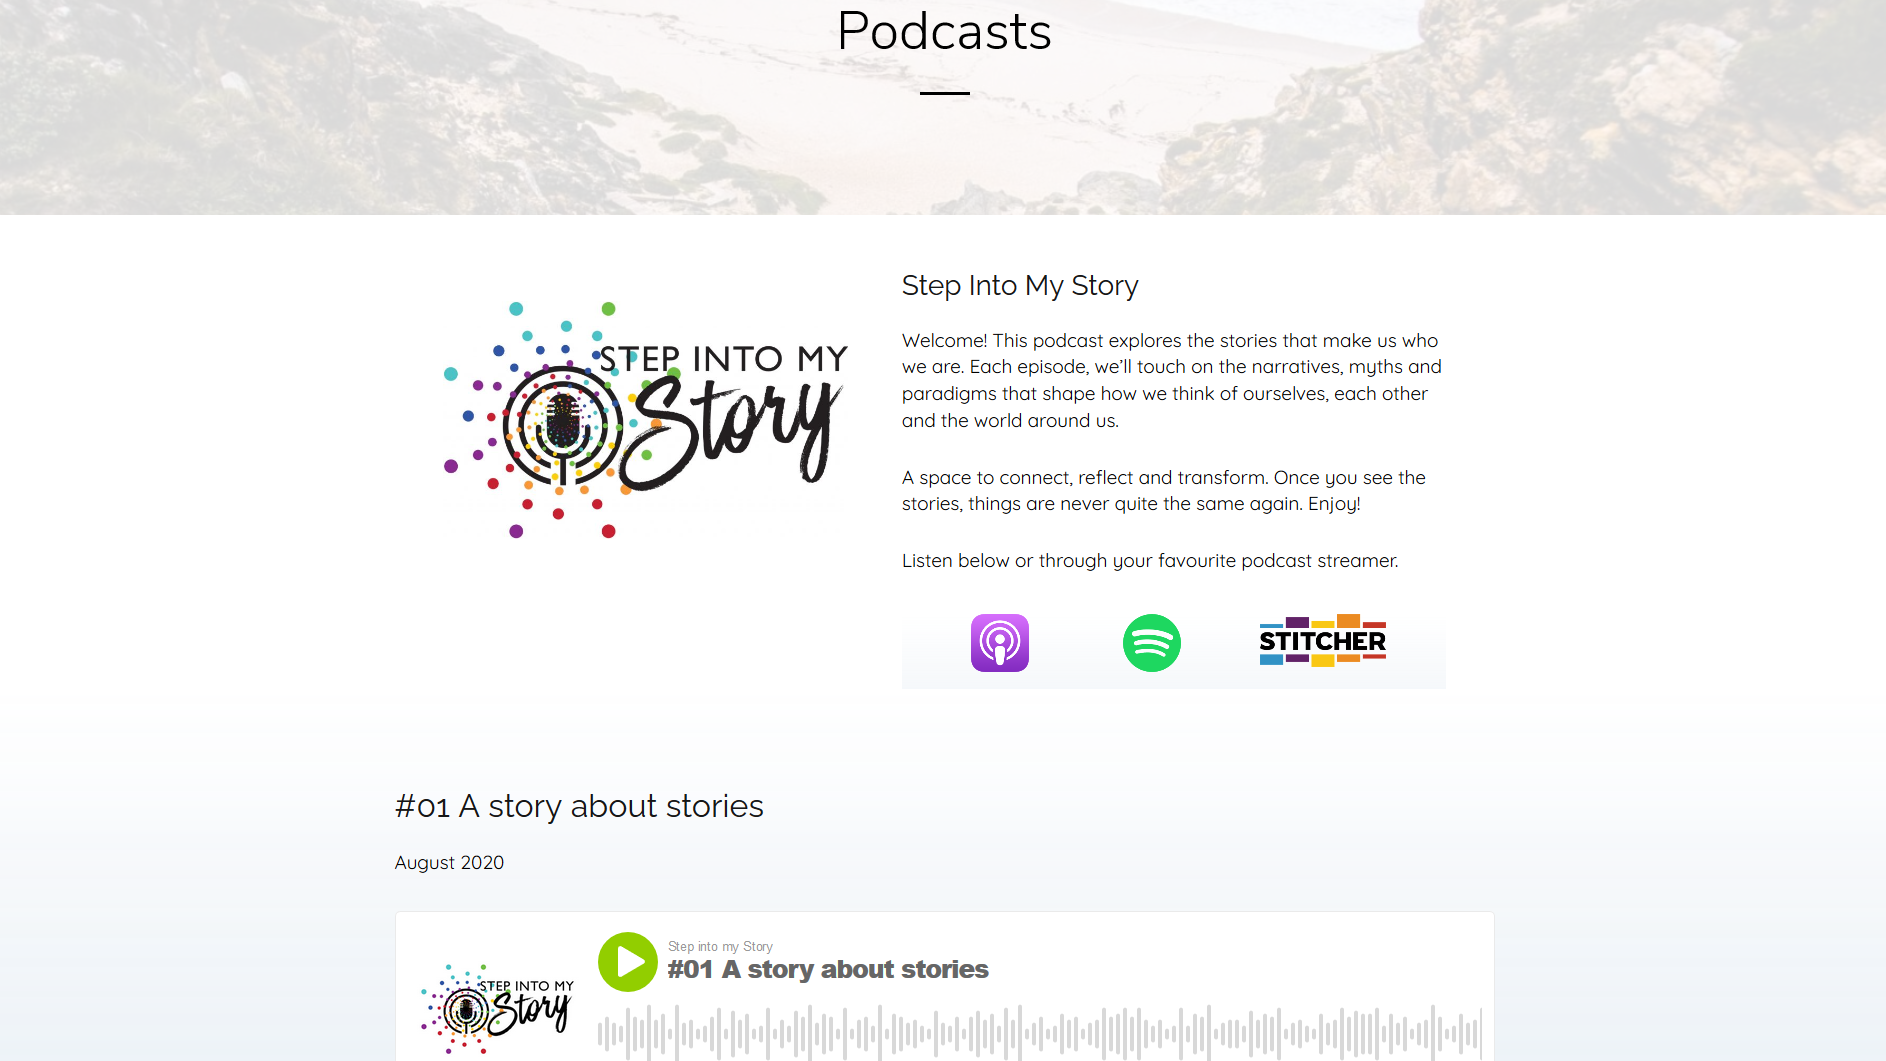 Podcasts
STEP INTO MY
Story
Step Into My Story
Welcome! This podcast explores the stories that make us who
we are. Each episode, we’ll touch on the narratives, myths and
paradigms that shape how we think of ourselves, each other
and the world around us.
A space to connect, reflect and transform. Once you see the
stories, things are never quite the same again. Enjoy!
Listen below or through your favourite podcast streamer.
STITCHER
#01 A story about stories
August 2020
STEP INTO MY
Story
Step into my Story
#01 A story about stories